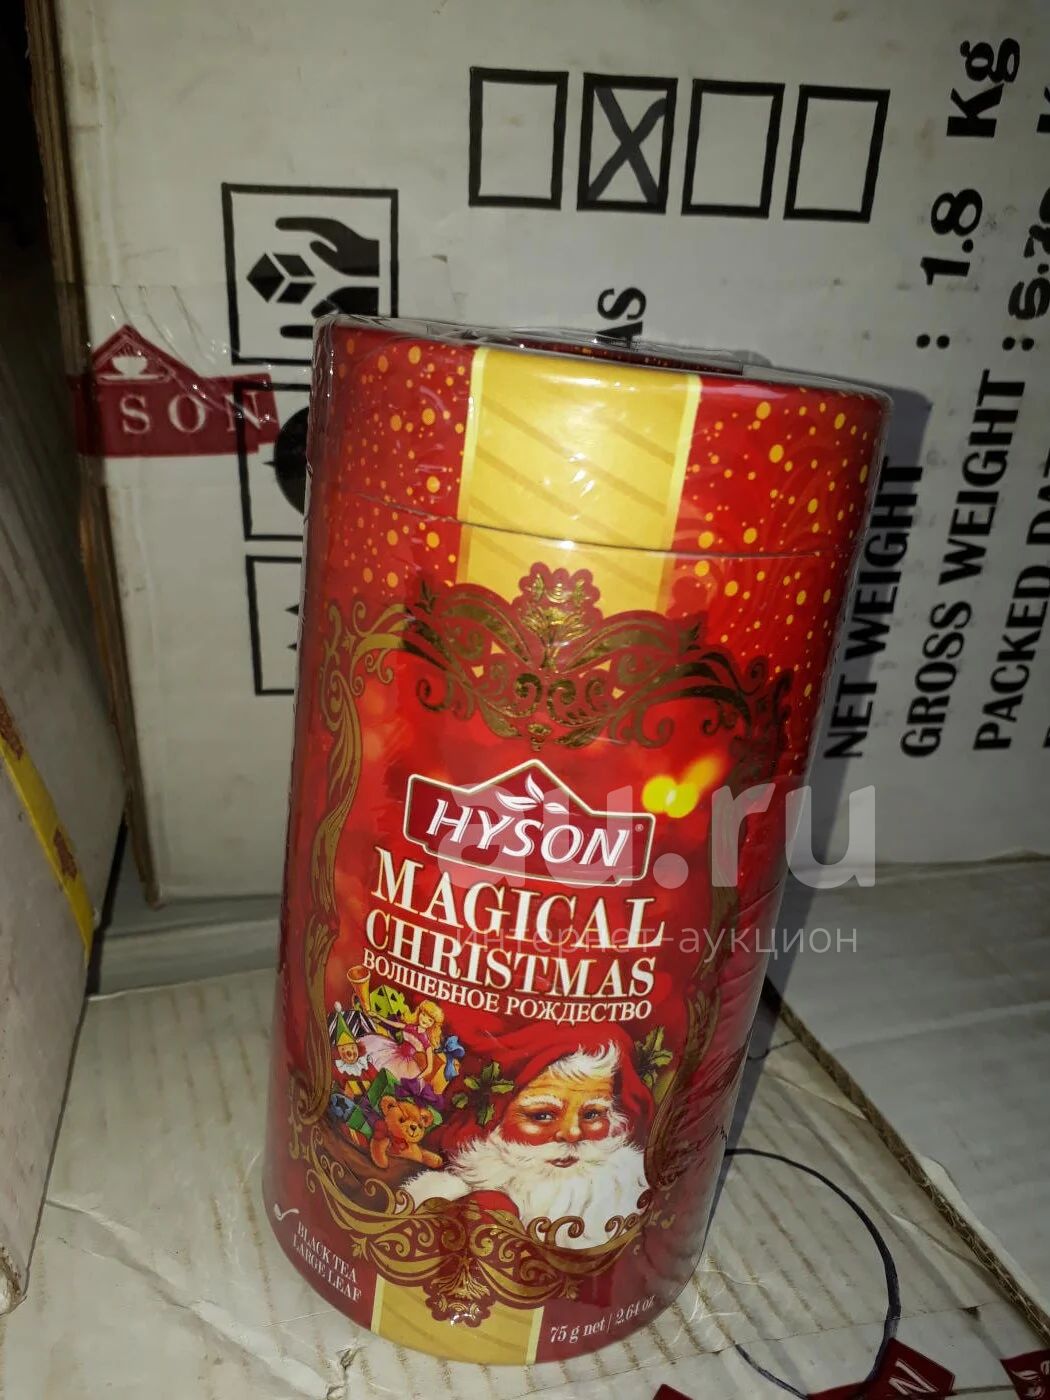 1.8 Kg
NET WEIGHT :
GROSS WEIGHT :
SON
HYSON®
MAGICAL
CHRISTMAS
ВОЛШЕБНОЕ РОЖДЕСТВО
BLACK TEA
LARGE LEAF
75 g net | 2.64 oz
au.ru
интернет-аукцион